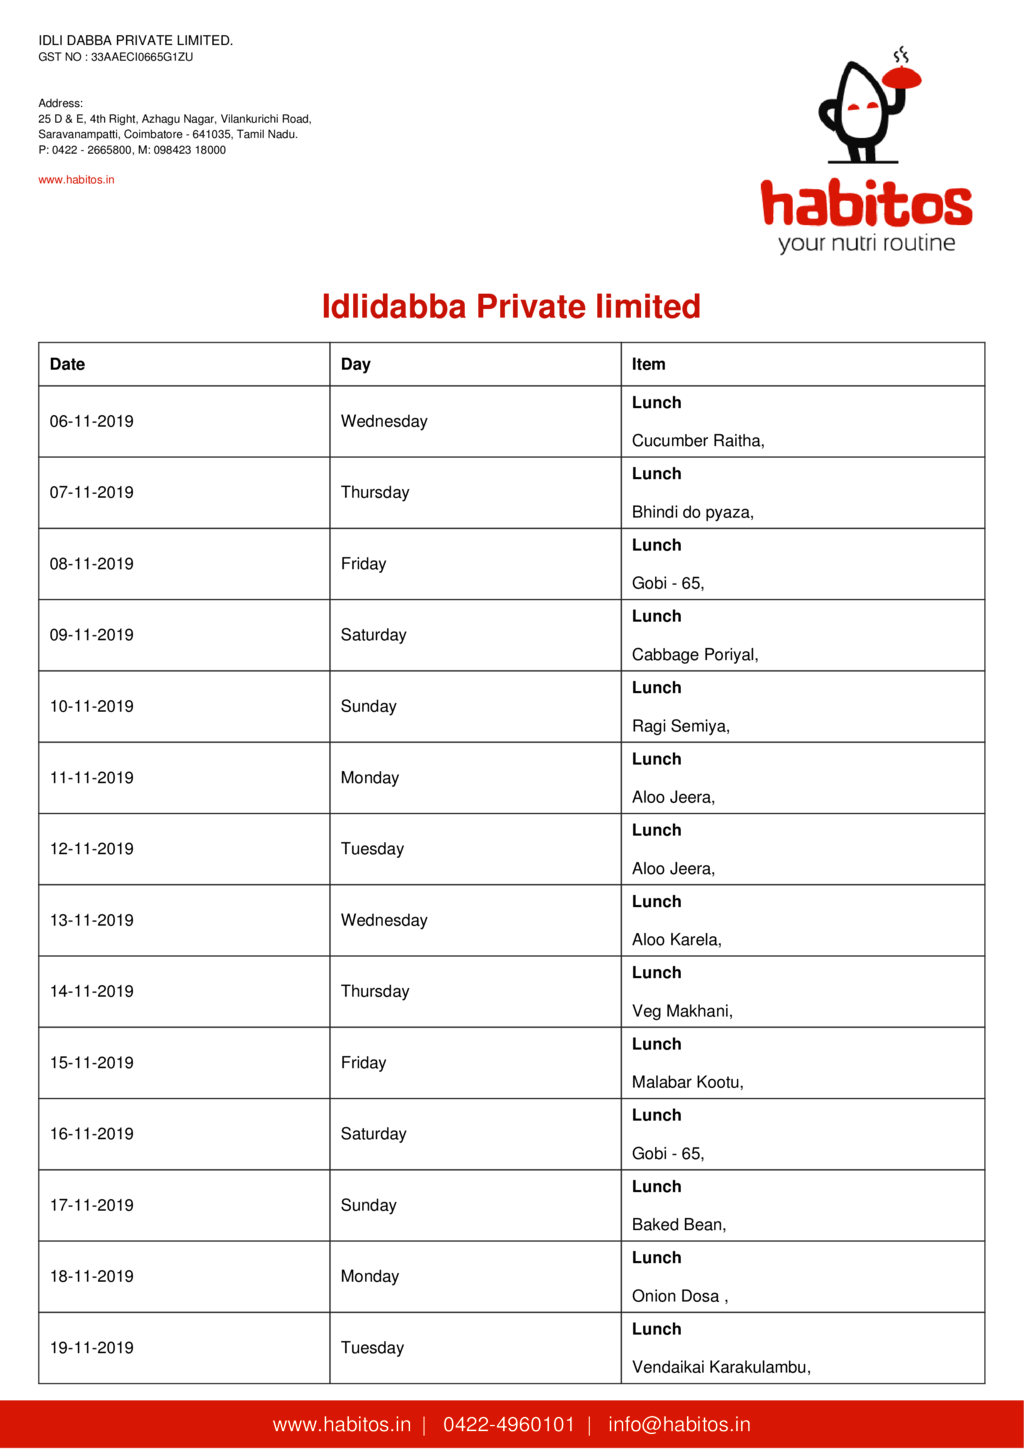 IDLI DABBA PRIVATE LIMITED.
GST NO : 33AAECI0665G1ZU
Address:
25 D & E, 4th Right, Azhagu Nagar, Vilankurichi Road,
Saravanampatti, Coimbatore - 641035, Tamil Nadu.
P: 0422 - 2665800, M: 098423 18000
www.habitos.in
habitos
your nutri routine
Idlidabba Private limited
Date Day Item
06-11-2019 Wednesday Lunch
Cucumber Raitha,
07-11-2019 Thursday Lunch
Bhindi do pyaza,
08-11-2019 Friday Lunch
Gobi - 65,
09-11-2019 Saturday Lunch
Cabbage Poriyal,
10-11-2019 Sunday Lunch
Ragi Semiya,
11-11-2019 Monday Lunch
Aloo Jeera,
12-11-2019 Tuesday Lunch
Aloo Jeera,
13-11-2019 Wednesday Lunch
Aloo Karela,
14-11-2019 Thursday Lunch
Veg Makhani,
15-11-2019 Friday Lunch
Malabar Kootu,
16-11-2019 Saturday Lunch
Gobi - 65,
17-11-2019 Sunday Lunch
Baked Bean,
18-11-2019 Monday Lunch
Onion Dosa ,
19-11-2019 Tuesday Lunch
Vendaikai Karakulambu,
www.habitos.in | 0422-4960101 | info@habitos.in